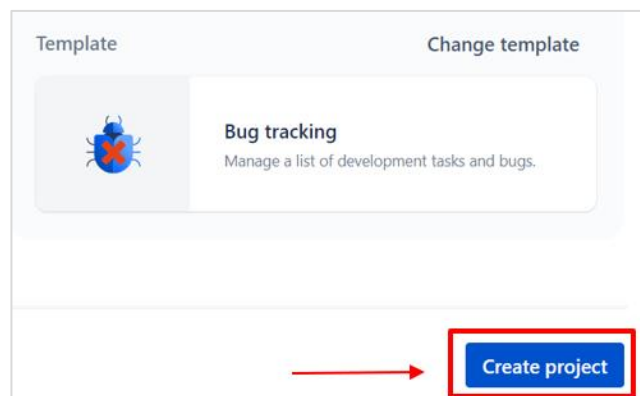 Template
Change template
Bug tracking
Manage a list of development tasks and bugs.
Create project